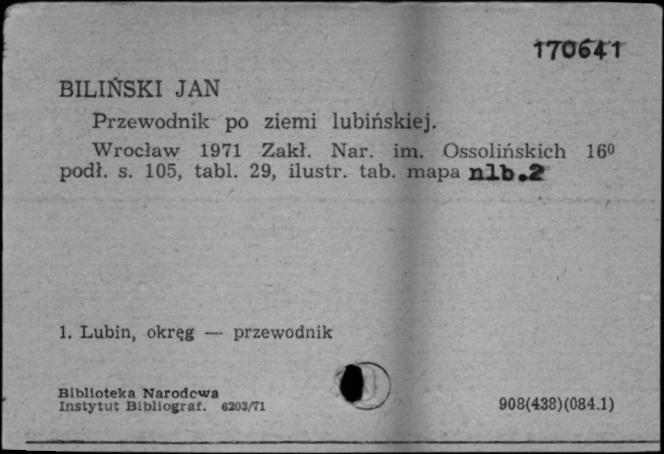 170641
BILIŃSKI JAN
Przewodnik po ziemi lubińskiej.
Wrocław 1971 Zakł. Nar. im. Ossolińskich 16⁰
podł. s. 105, tabl. 29, ilustr. tab. mapa nlb.2
1. Lubin, okręg — przewodnik
Biblioteka Narodowa
Instytut Bibliograf. 6203/71
908(438)(084.1)